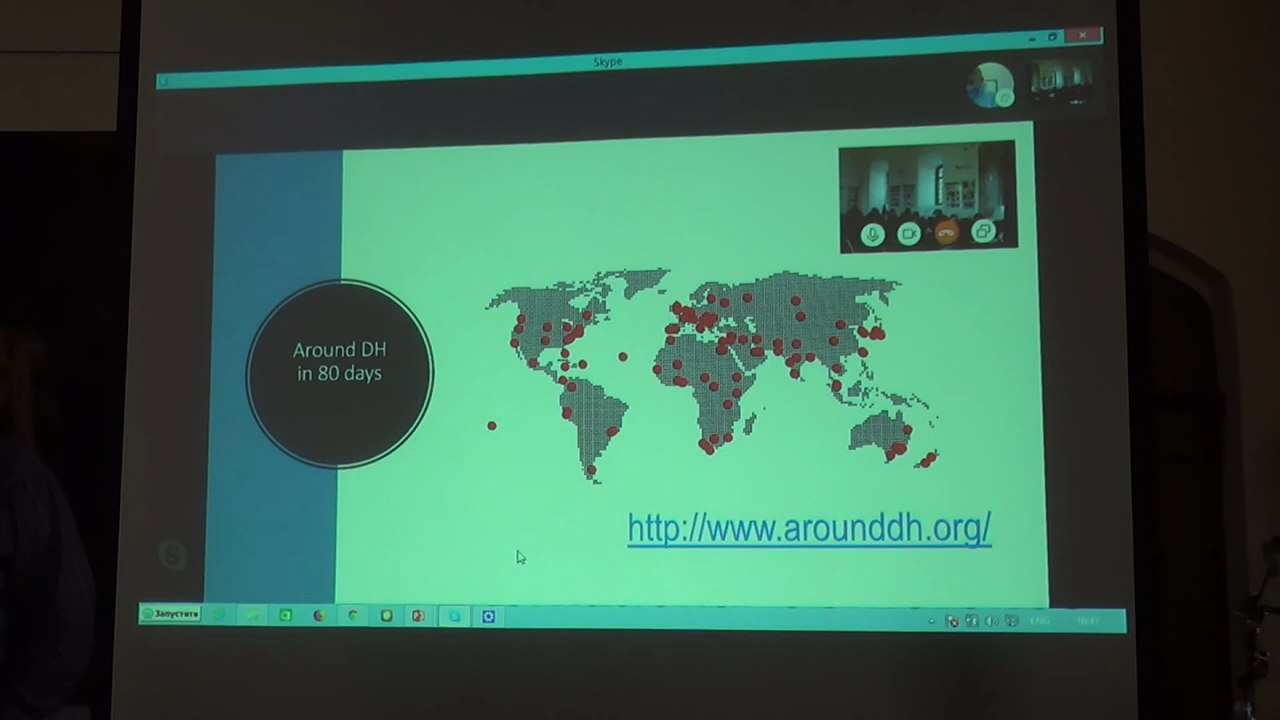 Skype
Around DH
in 80 days
http://www.arounddh.org/
Запустити
ENG